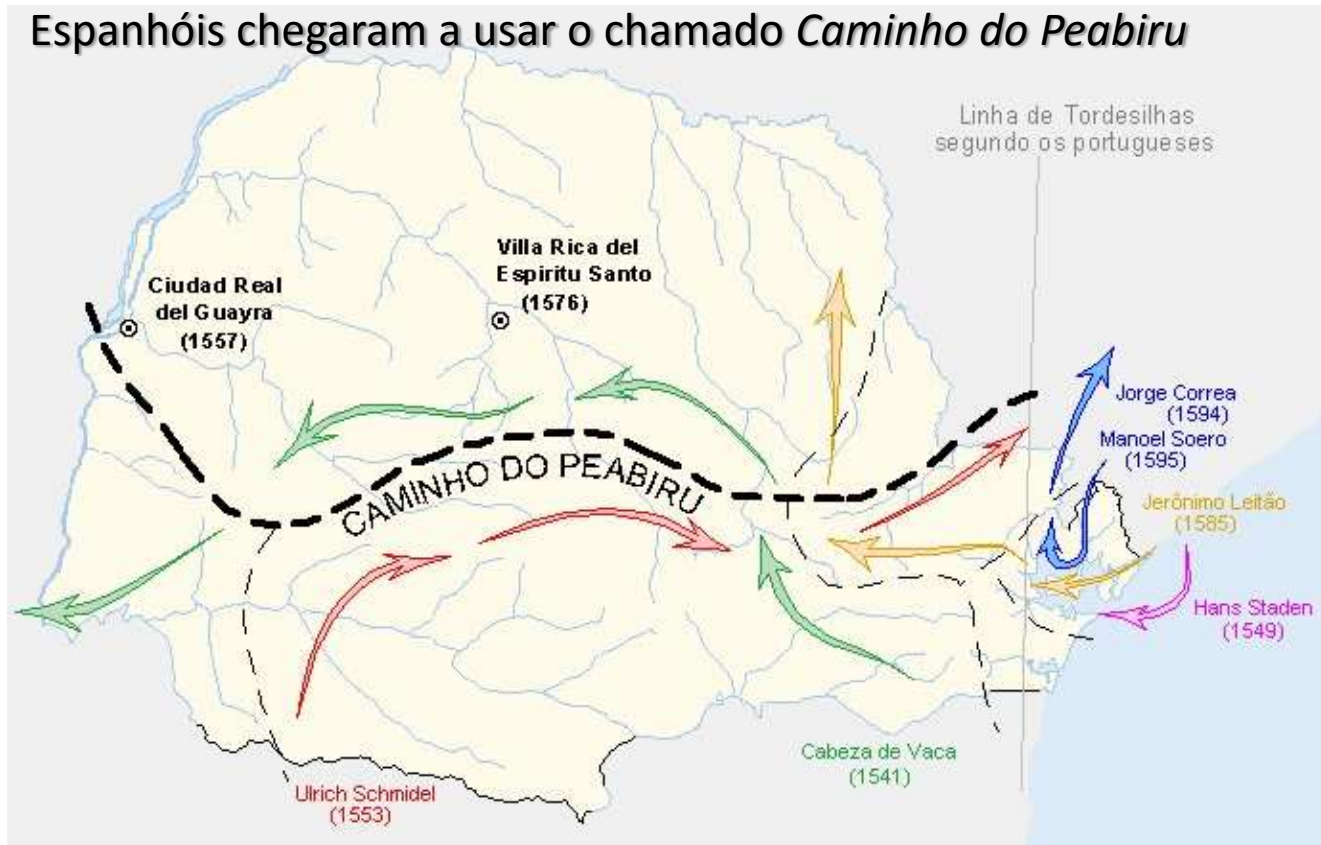 Espanhóis chegaram a usar o chamado Caminho do Peabiru
Linha de Tordesilhas
segundo os portugueses
Villa Rica del
Espiritu Santo
(1576)
Ciudad Real
del Guayra
(1557)
Jorge Correa
(1594)
Manoel Soero
(1595)
CAMINHO DO PEABIRU
Jerônimo Leitão
(1585)
Hans Staden
(1549)
Cabeza de Vaca
(1541)
Ulrich Schmidel
(1553)